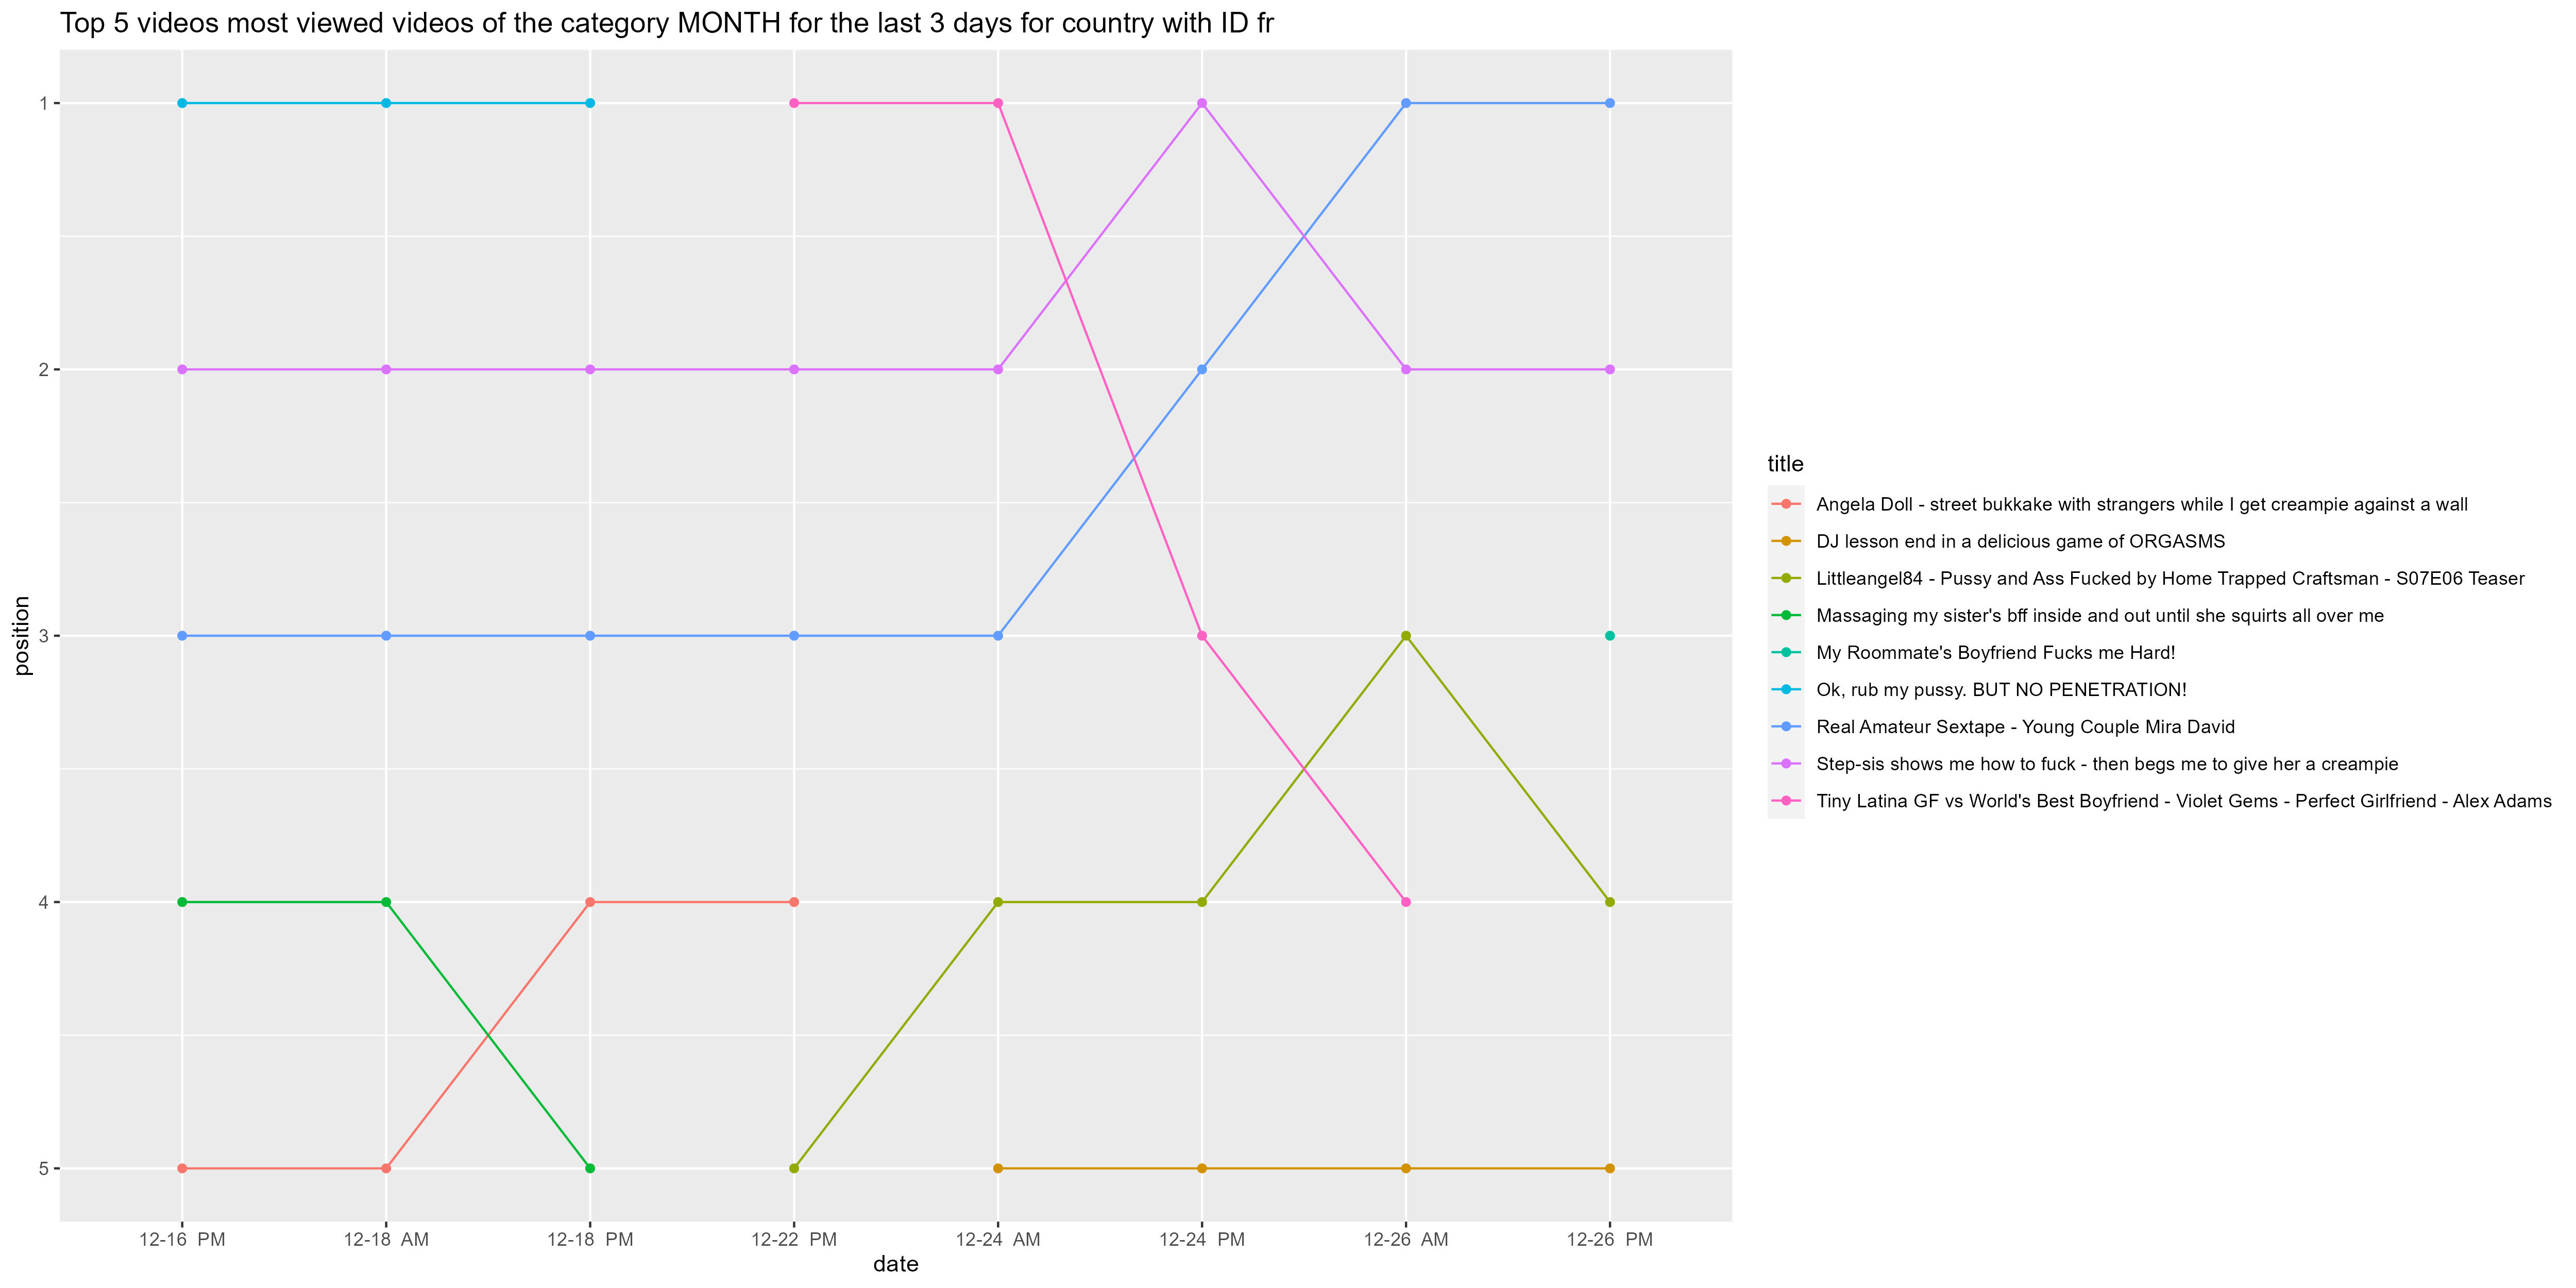 Top 5 videos most viewed videos of the category MONTH for the last 3 days for country with ID fr
position
1
2
3
4
5
12-16 PM
12-18 AM
12-18 PM
12-22 PM
12-24 AM
12-24 PM
12-26 AM
12-26 PM
date
title
Angela Doll - street bukkake with strangers while I get creampie against a wall
DJ lesson end in a delicious game of ORGASMS
Littleangel84 - Pussy and Ass Fucked by Home Trapped Craftsman - S07E06 Teaser
Massaging my sister's bff inside and out until she squirts all over me
My Roommate's Boyfriend Fucks me Hard!
Ok, rub my pussy. BUT NO PENETRATION!
Real Amateur Sextape - Young Couple Mira David
Step-sis shows me how to fuck - then begs me to give her a creampie
Tiny Latina GF vs World's Best Boyfriend - Violet Gems - Perfect Girlfriend - Alex Adams